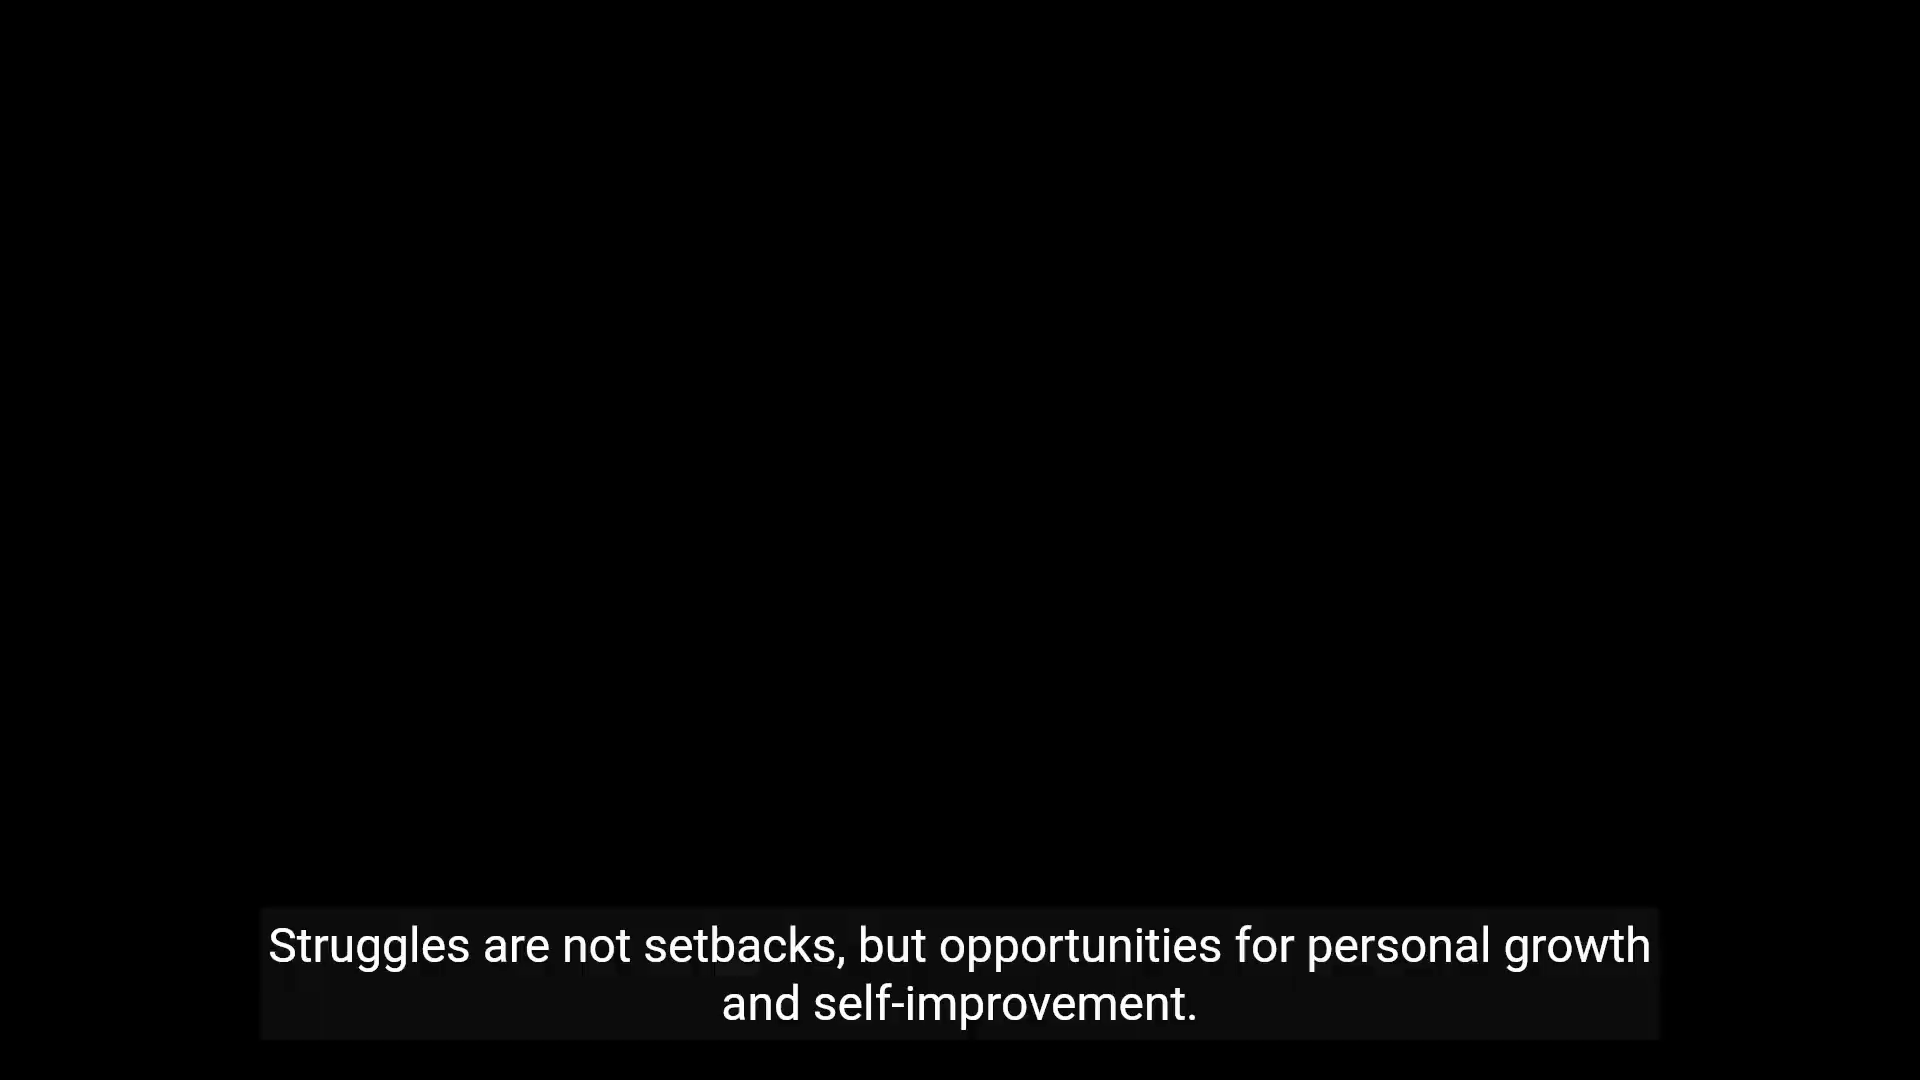 Struggles are not setbacks, but opportunities for personal growth
and self-improvement.